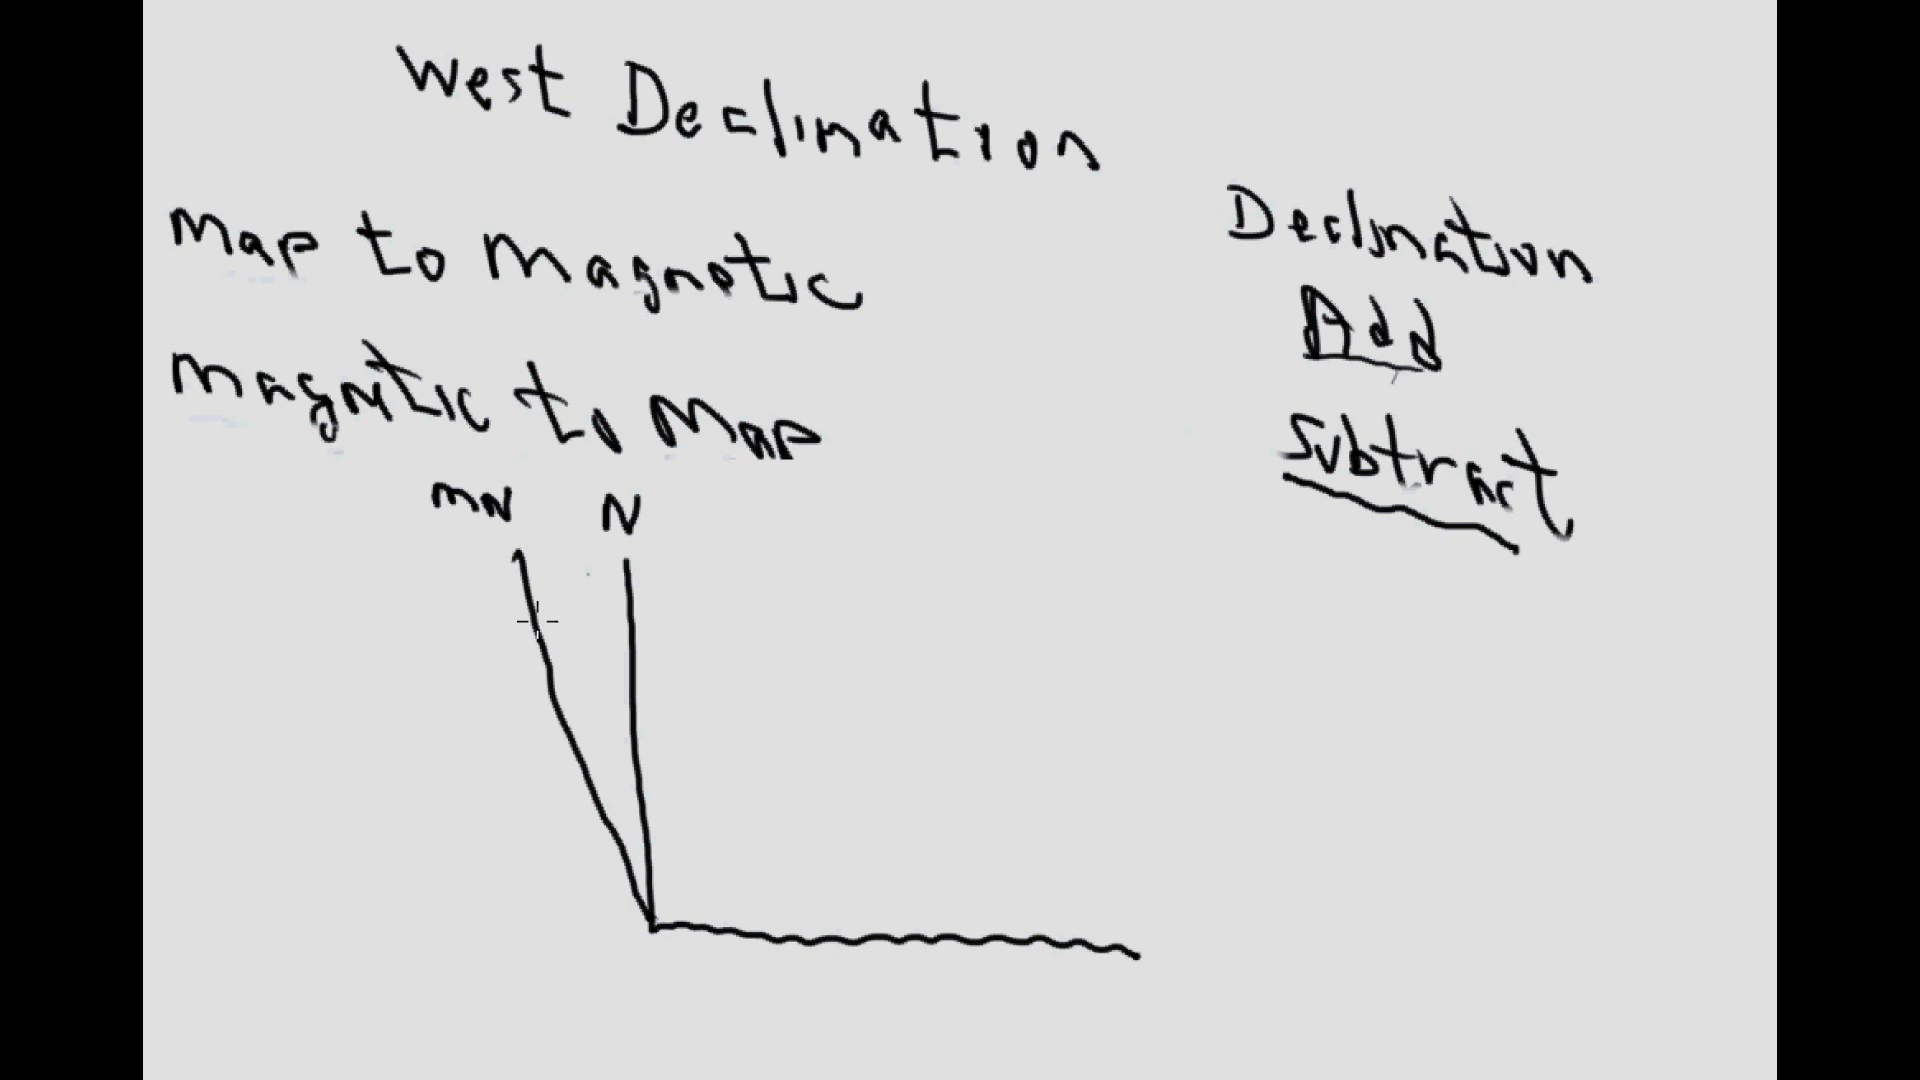 West Declination
Map to Magnetic
Declination
Add
Magnetic to Map
Subtract
MN N